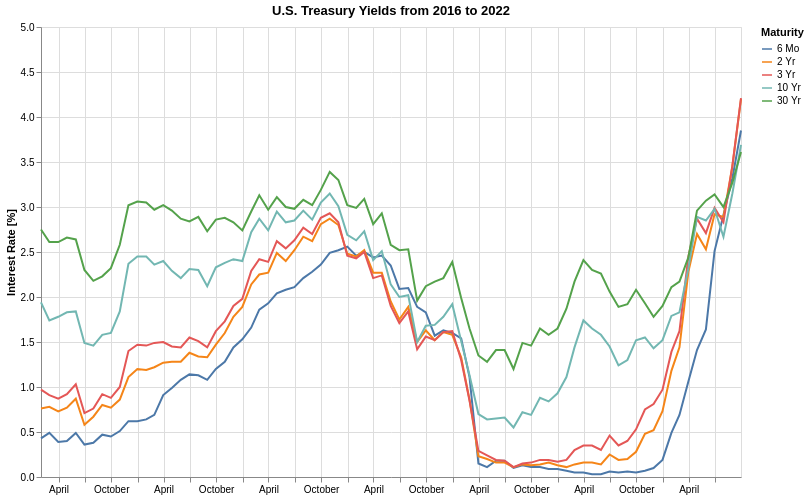 U.S. Treasury Yields from 2016 to 2022
Interest Rate [%]
5.0
4.5
4.0
3.5
3.0
2.5
2.0
1.5
1.0
0.5
0.0
April October April October April October April October April October April October April
Maturity
6 Mo
2 Yr
3 Yr
10 Yr
30 Yr